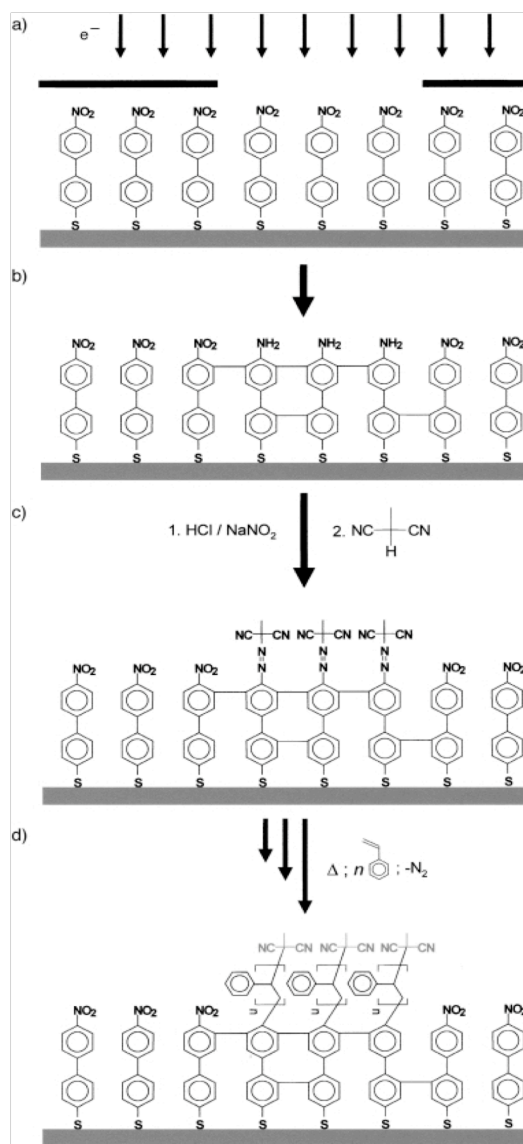 a)
e⁻
NO₂ NO₂ NO₂ NO₂ NO₂ NO₂ NO₂ NO₂
S S S S S S S S
b)
NO₂ NO₂ NO₂ NH₂ NH₂ NH₂ NO₂ NO₂
S S S S S S S S
c)
1. HCl / NaNO₂ 2. NC CN
H
NC CN NC CN NC CN
N N N
NO₂ NO₂ NO₂ N N N NO₂ NO₂
S S S S S S S S
d)
Δ ; n ; -N₂
NC CN NC CN NC CN
n n n
NO₂ NO₂ NO₂ NO₂ NO₂
S S S S S S S S